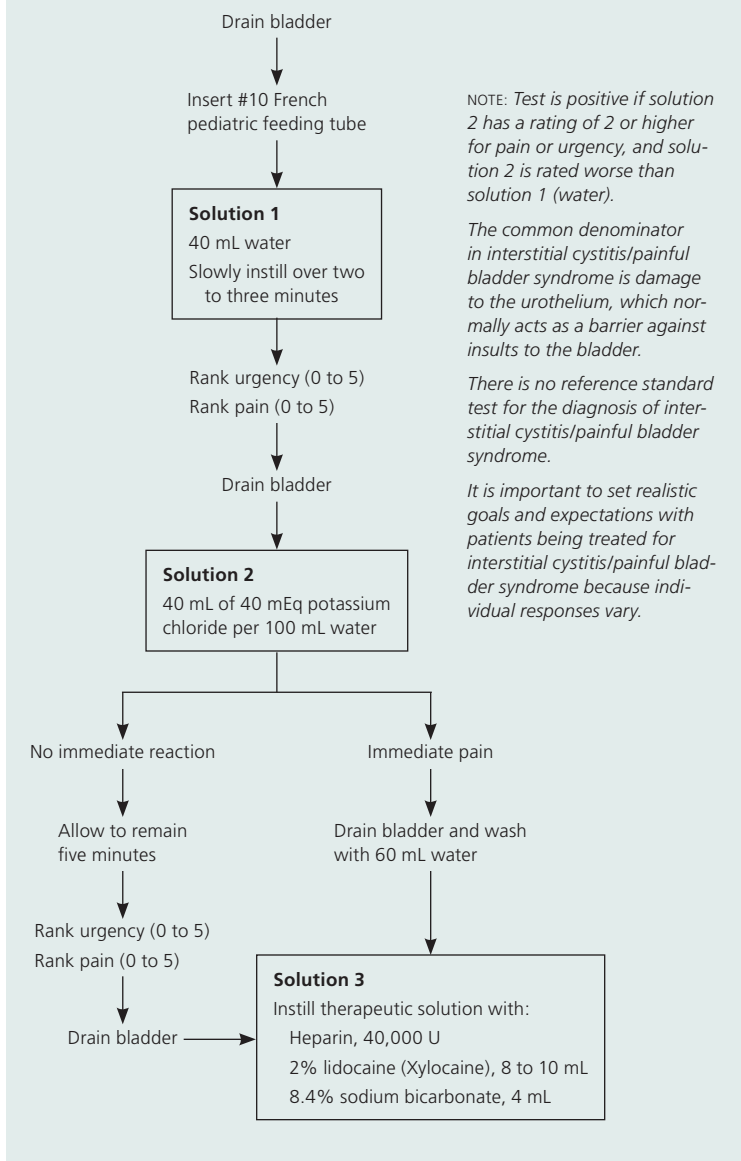 Drain bladder
Insert #10 French
pediatric feeding tube
Solution 1
40 mL water
Slowly instill over two
to three minutes
Rank urgency (0 to 5)
Rank pain (0 to 5)
Drain bladder
Solution 2
40 mL of 40 mEq potassium
chloride per 100 mL water
No immediate reaction
Allow to remain
five minutes
Rank urgency (0 to 5)
Rank pain (0 to 5)
Drain bladder
Immediate pain
Drain bladder and wash
with 60 mL water
Solution 3
Instill therapeutic solution with:
Heparin, 40,000 U
2% lidocaine (Xylocaine), 8 to 10 mL
8.4% sodium bicarbonate, 4 mL
NOTE: Test is positive if solution
2 has a rating of 2 or higher
for pain or urgency, and solu-
tion 2 is rated worse than
solution 1 (water).
The common denominator
in interstitial cystitis/painful
bladder syndrome is damage
to the urothelium, which nor-
mally acts as a barrier against
insults to the bladder.
There is no reference standard
test for the diagnosis of inter-
stitial cystitis/painful bladder
syndrome.
It is important to set realistic
goals and expectations with
patients being treated for
interstitial cystitis/painful blad-
der syndrome because indi-
vidual responses vary.